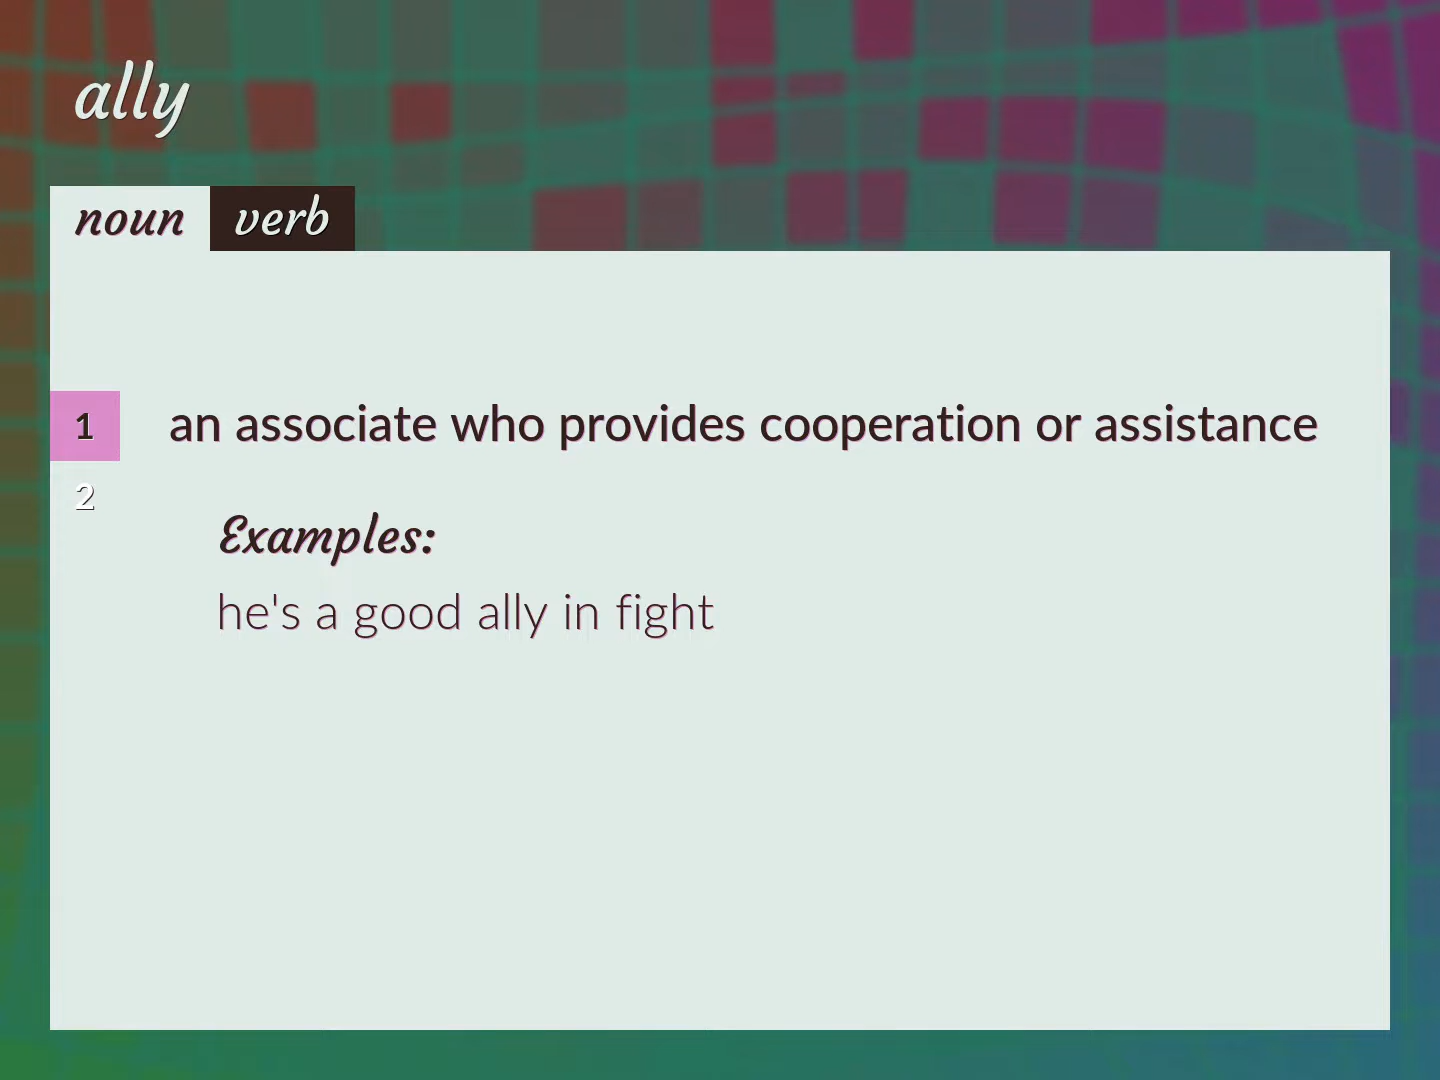 ally
noun verb
1 an associate who provides cooperation or assistance
2
Examples:
he's a good ally in fight